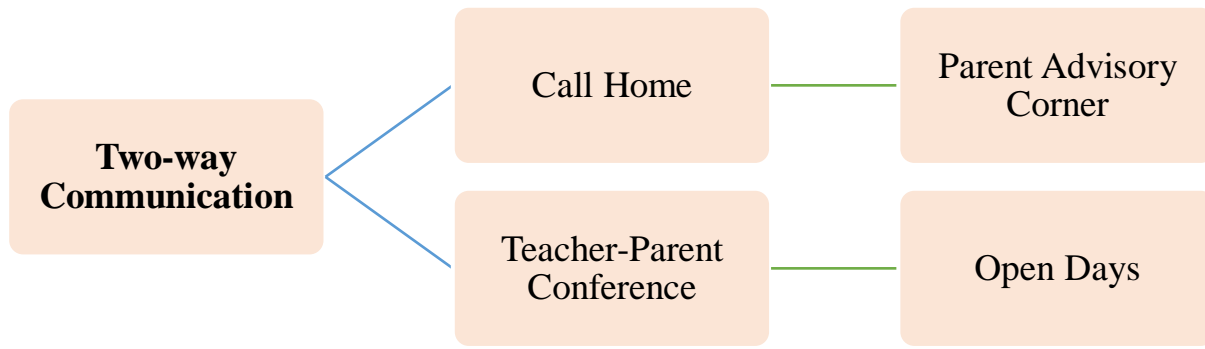 Two-way
Communication
Call Home
Parent Advisory
Corner
Teacher-Parent
Conference
Open Days